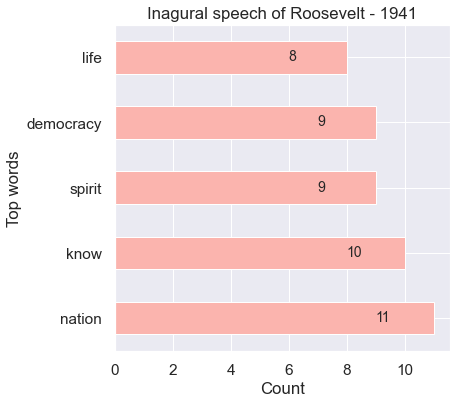 Inagural speech of Roosevelt - 1941
life
8
democracy
9
spirit
9
know
10
nation
11
Top words
0 2 4 6 8 10
Count